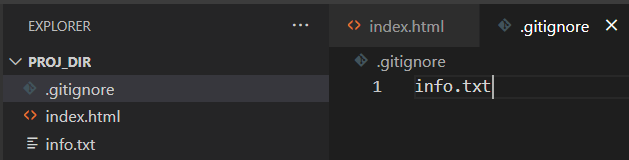 EXPLORER
PROJ_DIR
.gitignore
index.html
info.txt
index.html
.gitignore
.gitignore
1 info.txt